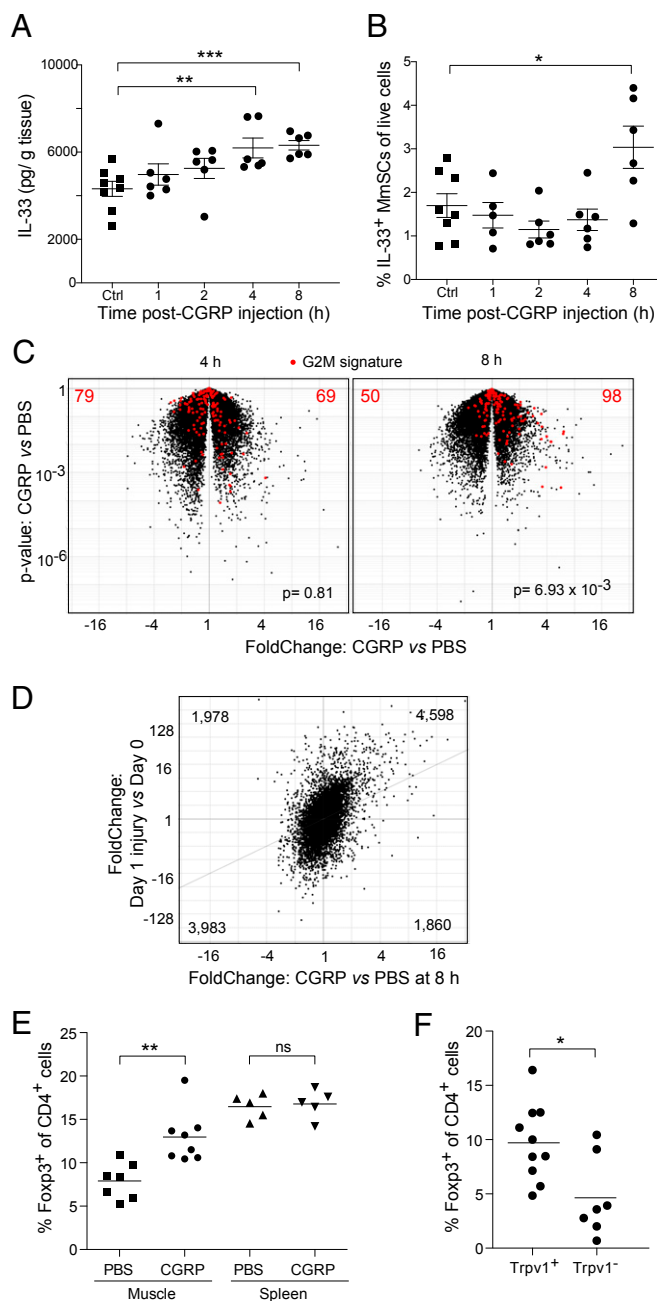 A
***
**
IL-33 (pg/ g tissue)
10000
6000
2000
0
Ctrl 1 2 4 8
Time post-CGRP injection (h)
B
*
% IL-33+ MmSCs of live cells
5
4
3
2
1
0
Ctrl 1 2 4 8
Time post-CGRP injection (h)
C
4 h • G2M signature 8 h
79 69 50 98
p-value: CGRP vs PBS
1
10-3
10-6
p= 0.81 p= 6.93 x 10-3
-16 -4 1 4 16 -16 -4 1 4 16
FoldChange: CGRP vs PBS
D
1,978 4,598
FoldChange:
Day 1 injury vs Day 0
128
16
1
-16
-128
3,983 1,860
-16 -4 1 4 16
FoldChange: CGRP vs PBS at 8 h
E
% Foxp3+ of CD4+ cells
25
20
15
10
5
0
** ns
PBS CGRP PBS CGRP
Muscle Spleen
F
% Foxp3+ of CD4+ cells
20
15
10
5
0
*
Trpv1+ Trpv1-